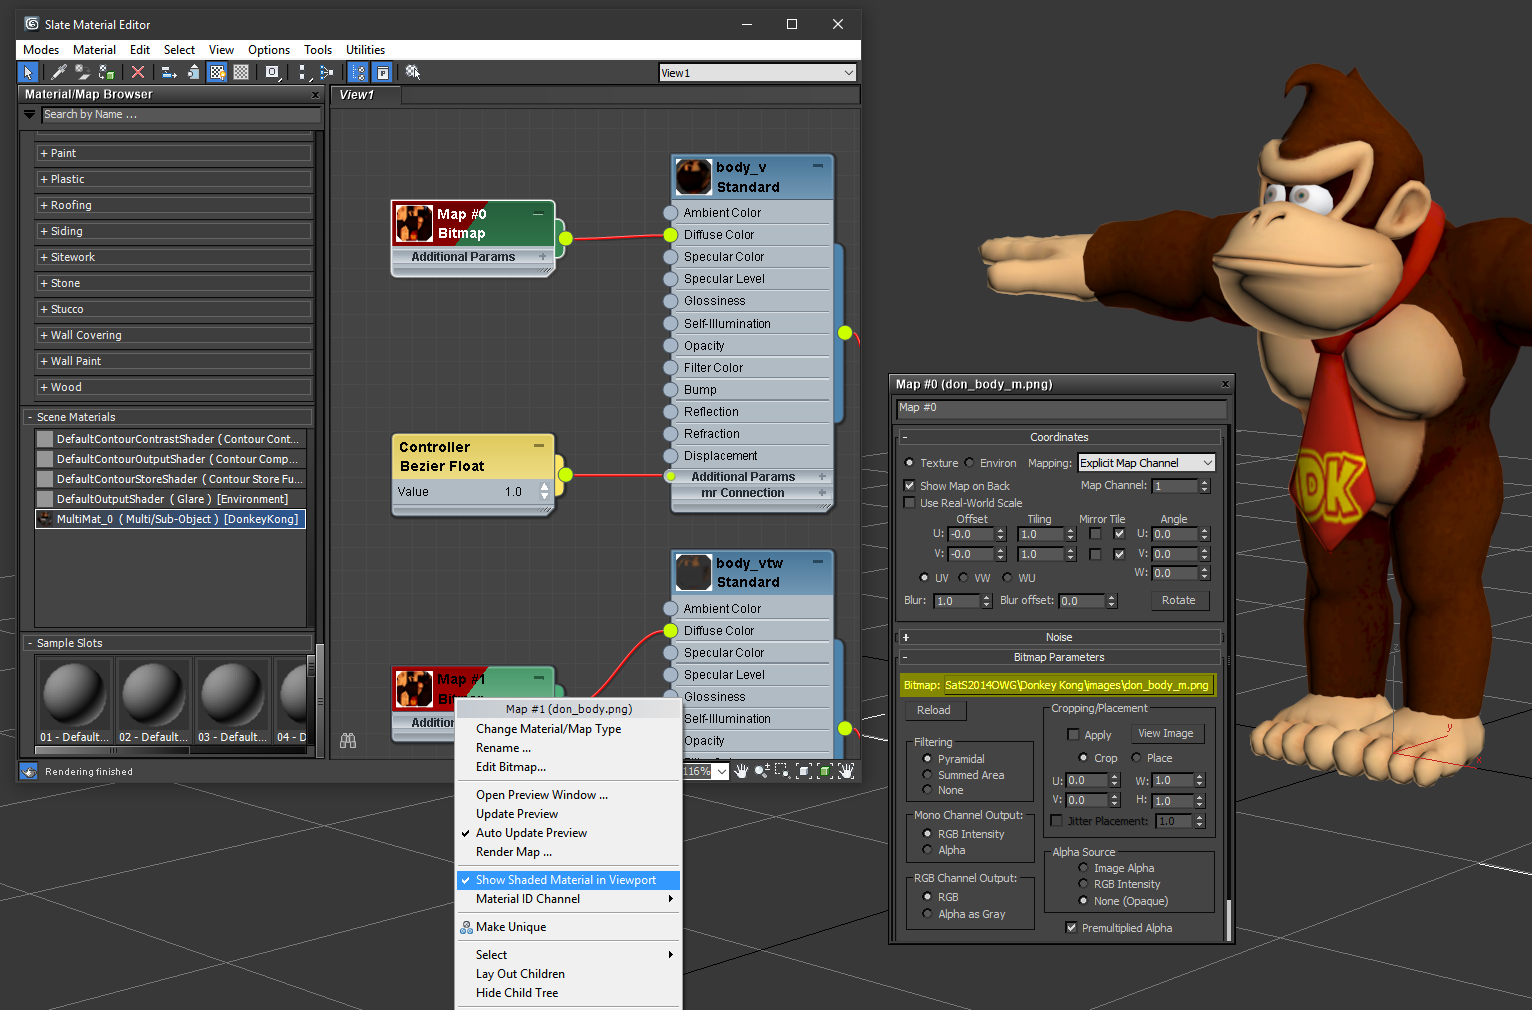 Slate Material Editor
Modes Material Edit Select View Options Tools Utilities
View1
Material/Map Browser
Search by Name ...
+ Paint
+ Plastic
+ Roofing
+ Siding
+ Sitework
+ Stone
+ Stucco
+ Wall Covering
+ Wall Paint
+ Wood
- Scene Materials
DefaultContourContrastShader ( Contour Cont...
DefaultContourOutputShader ( Contour Comp...
DefaultContourStoreShader ( Contour Store Fu...
DefaultOutputShader ( Glare ) [Environment]
MultiMat_0 ( Multi/Sub-Object ) [DonkeyKong]
- Sample Slots
01 - Default... 02 - Default... 03 - Default... 04 - D
Rendering finished
View1
Map #0
Bitmap
Additional Params +
Controller
Bezier Float
Value 1.0
Map #1
Addition
body_v
Standard
Ambient Color
Diffuse Color
Specular Color
Specular Level
Glossiness
Self-Illumination
Opacity
Filter Color
Bump
Reflection
Refraction
Displacement
Additional Params +
mr Connection +
body_vtw
Standard
Ambient Color
Diffuse Color
Specular Color
Specular Level
Glossiness
Self-Illumination
Opacity
116%
Map #1 (don_body.png)
Change Material/Map Type
Rename ...
Edit Bitmap...
Open Preview Window ...
Update Preview
Auto Update Preview
Render Map ...
Show Shaded Material in Viewport
Material ID Channel
Make Unique
Select
Lay Out Children
Hide Child Tree
Map #0 (don_body_m.png)
Map #0
- Coordinates
Texture Environ Mapping: Explicit Map Channel
Show Map on Back Map Channel: 1
Use Real-World Scale
Offset Tiling Mirror Tile Angle
U: -0.0 1.0 U: 0.0
V: -0.0 1.0 V: 0.0
W: 0.0
UV VW WU
Blur: 1.0 Blur offset: 0.0 Rotate
+ Noise
- Bitmap Parameters
Bitmap: SatS2014OWG\Donkey Kong\images\don_body_m.png
Reload
Filtering
Pyramidal
Summed Area
None
Mono Channel Output:
RGB Intensity
Alpha
RGB Channel Output:
RGB
Alpha as Gray
Cropping/Placement
Apply View Image
Crop Place
U: 0.0 W: 1.0
V: 0.0 H: 1.0
Jitter Placement: 1.0
Alpha Source
Image Alpha
RGB Intensity
None (Opaque)
Premultiplied Alpha
DK
z
y
x